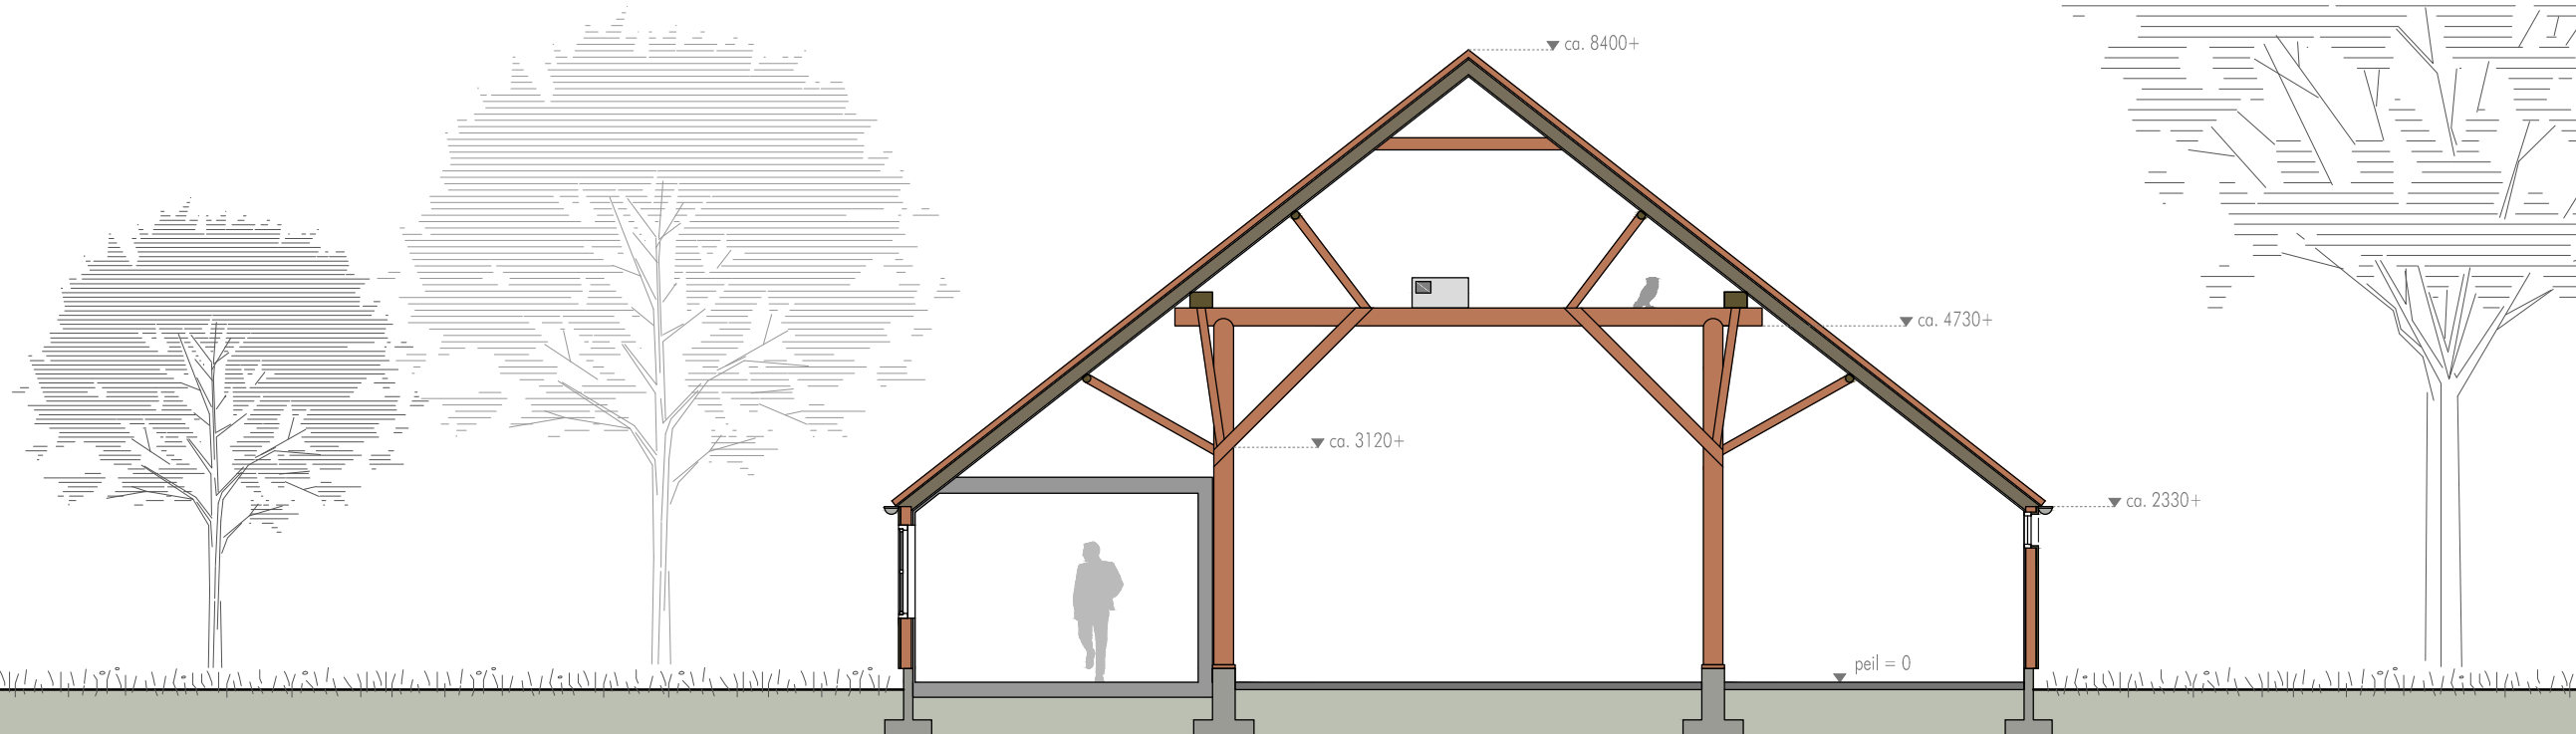 ca. 8400+
ca. 4730+
ca. 3120+
ca. 2330+
peil = 0